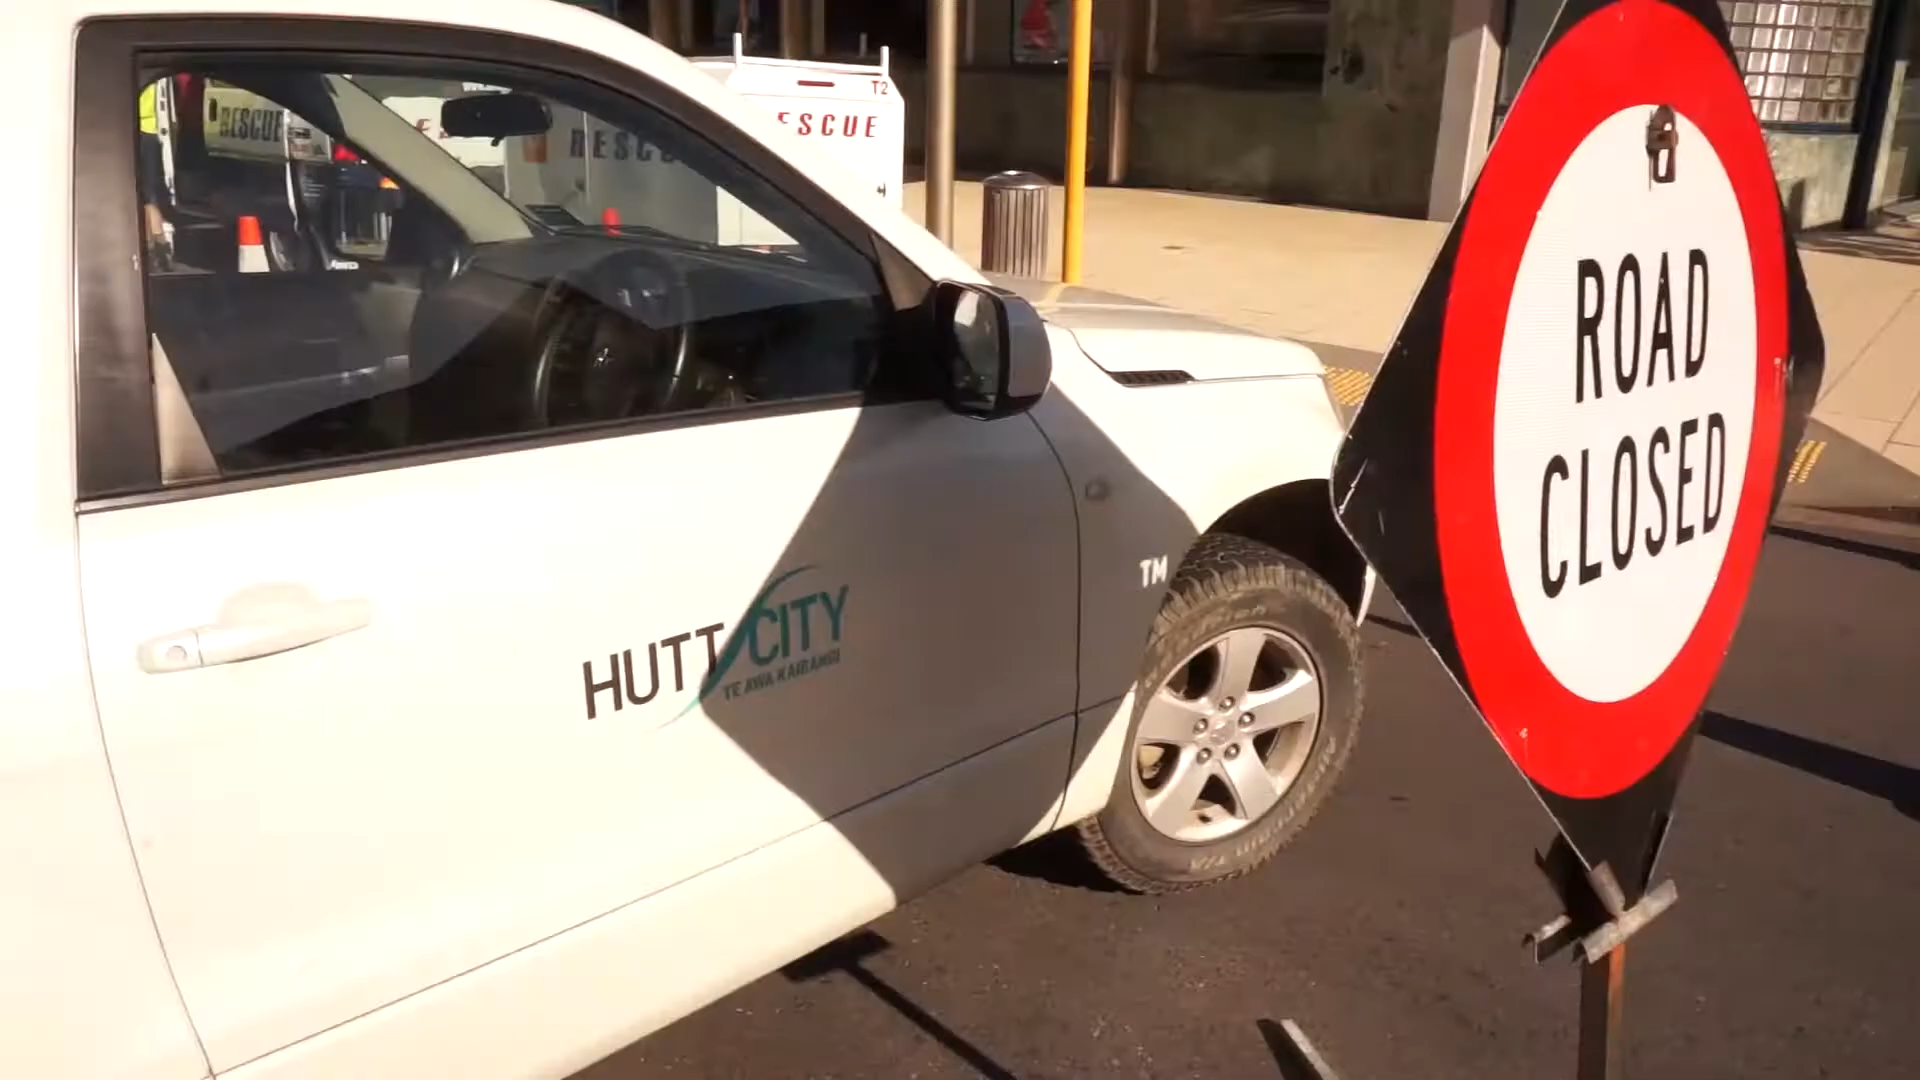 RESCUE
RESCU
T2
ESCUE
ROAD
CLOSED
HUTT CITY
TE AWA KAIRANGI
TM